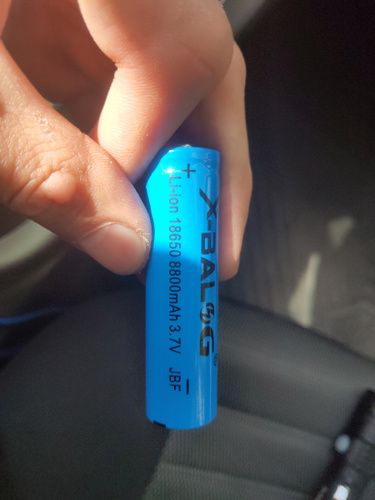 X-BALOG
+ Li-Ion 18650 8800mAh 3.7V JBF −